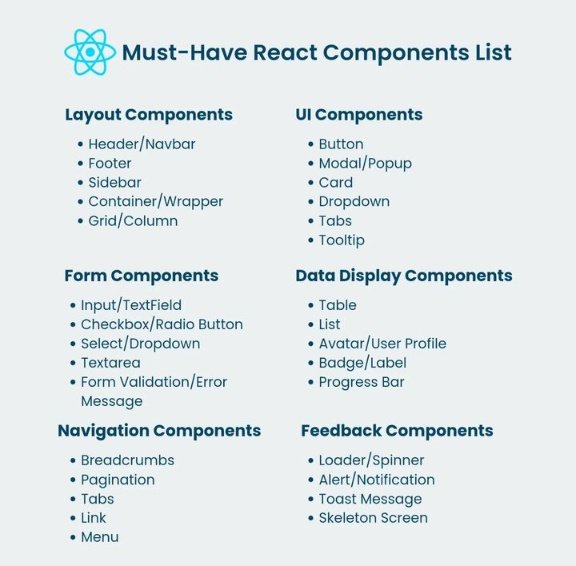 Must-Have React Components List
Layout Components
• Header/Navbar
• Footer
• Sidebar
• Container/Wrapper
• Grid/Column
UI Components
• Button
• Modal/Popup
• Card
• Dropdown
• Tabs
• Tooltip
Form Components
• Input/TextField
• Checkbox/Radio Button
• Select/Dropdown
• Textarea
• Form Validation/Error
Message
Data Display Components
• Table
• List
• Avatar/User Profile
• Badge/Label
• Progress Bar
Navigation Components
• Breadcrumbs
• Pagination
• Tabs
• Link
• Menu
Feedback Components
• Loader/Spinner
• Alert/Notification
• Toast Message
• Skeleton Screen